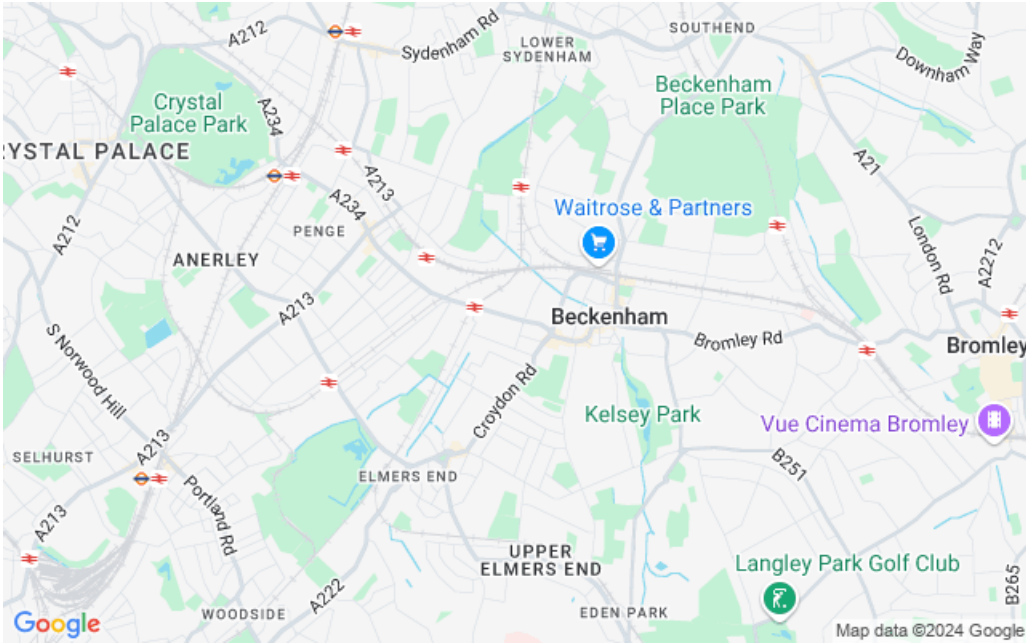 SOUTHEND
A212
Sydenham Rd
LOWER
SYDENHAM
Downham Way
Crystal
Palace Park
A234
Beckenham
Place Park
RYSTAL PALACE
A213
A21
Waitrose & Partners
A234
A212
PENGE
London Rd
A2212
ANERLEY
A213
Beckenham
Bromley Rd
Bromley
S Norwood Hill
Croydon Rd
Kelsey Park
Vue Cinema Bromley
SELHURST
A213
ELMERS END
B251
Portland Rd
A213
UPPER
ELMERS END
Langley Park Golf Club
B265
A222
WOODSIDE
EDEN PARK
Google
Map data ©2024 Google